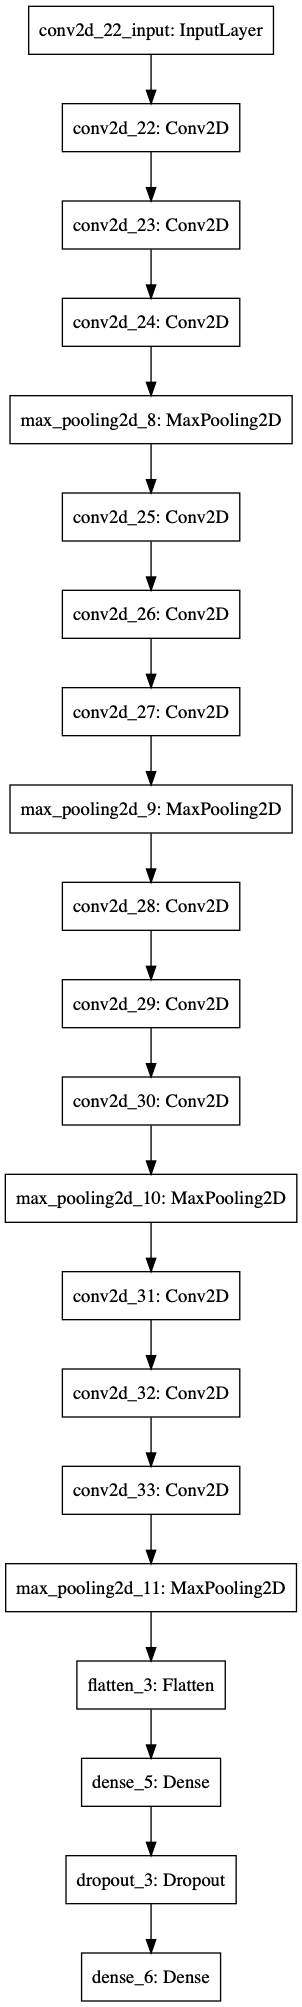 conv2d_22_input: InputLayer
conv2d_22: Conv2D
conv2d_23: Conv2D
conv2d_24: Conv2D
max_pooling2d_8: MaxPooling2D
conv2d_25: Conv2D
conv2d_26: Conv2D
conv2d_27: Conv2D
max_pooling2d_9: MaxPooling2D
conv2d_28: Conv2D
conv2d_29: Conv2D
conv2d_30: Conv2D
max_pooling2d_10: MaxPooling2D
conv2d_31: Conv2D
conv2d_32: Conv2D
conv2d_33: Conv2D
max_pooling2d_11: MaxPooling2D
flatten_3: Flatten
dense_5: Dense
dropout_3: Dropout
dense_6: Dense